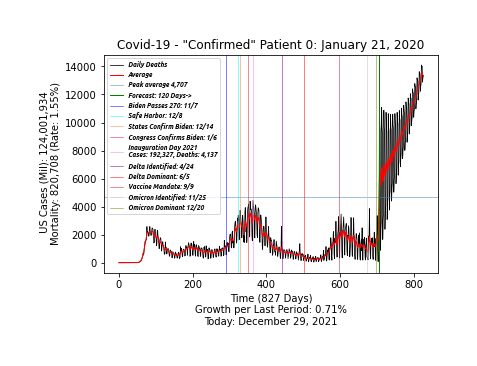 Covid-19 - "Confirmed" Patient 0: January 21, 2020
US Cases (Mil): 124,001,934
Mortality: 820,708 (Rate: 1.55%)
14000
12000
10000
8000
6000
4000
2000
0
Daily Deaths
Average
Peak average 4,707
Forecast: 120 Days->
Biden Passes 270: 11/7
Safe Harbor: 12/8
States Confirm Biden: 12/14
Congress Confirms Biden: 1/6
Inauguration Day 2021
Cases: 192,327, Deaths: 4,137
Delta Identified: 4/24
Delta Dominant: 6/5
Vaccine Mandate: 9/9
Omicron Identified: 11/25
Omicron Dominant 12/20
0 200 400 600 800
Time (827 Days)
Growth per Last Period: 0.71%
Today: December 29, 2021